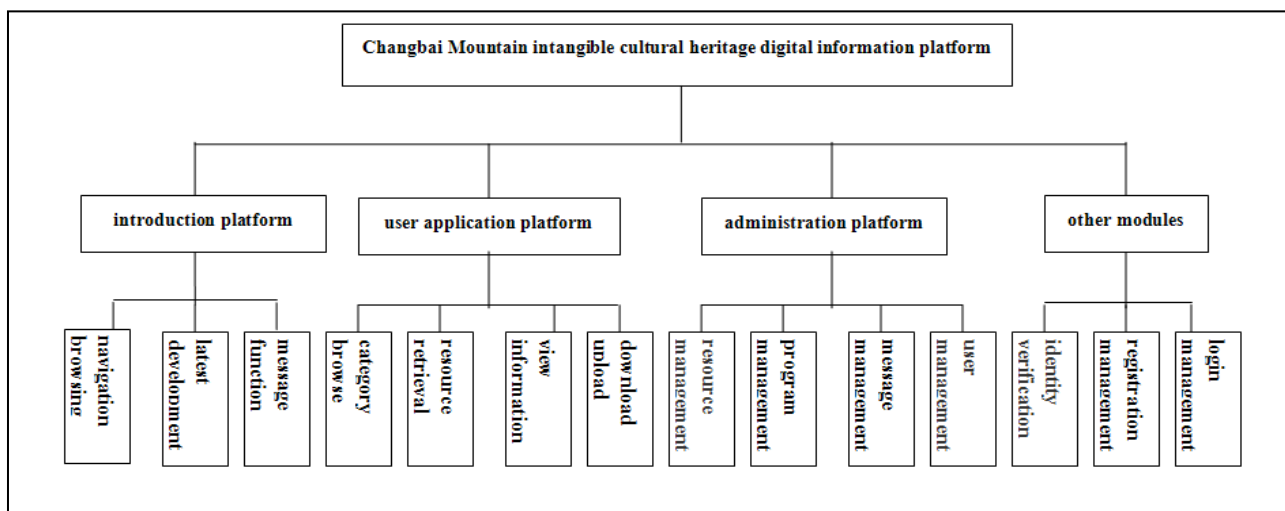 Changbai Mountain intangible cultural heritage digital information platform
introduction platform
user application platform
administration platform
other modules
navigation
browsing
latest
development
message
function
category
browse
resource
retrieval
view
information
download
upload
resource
management
program
management
message
management
user
management
identity
verification
registration
management
login
management